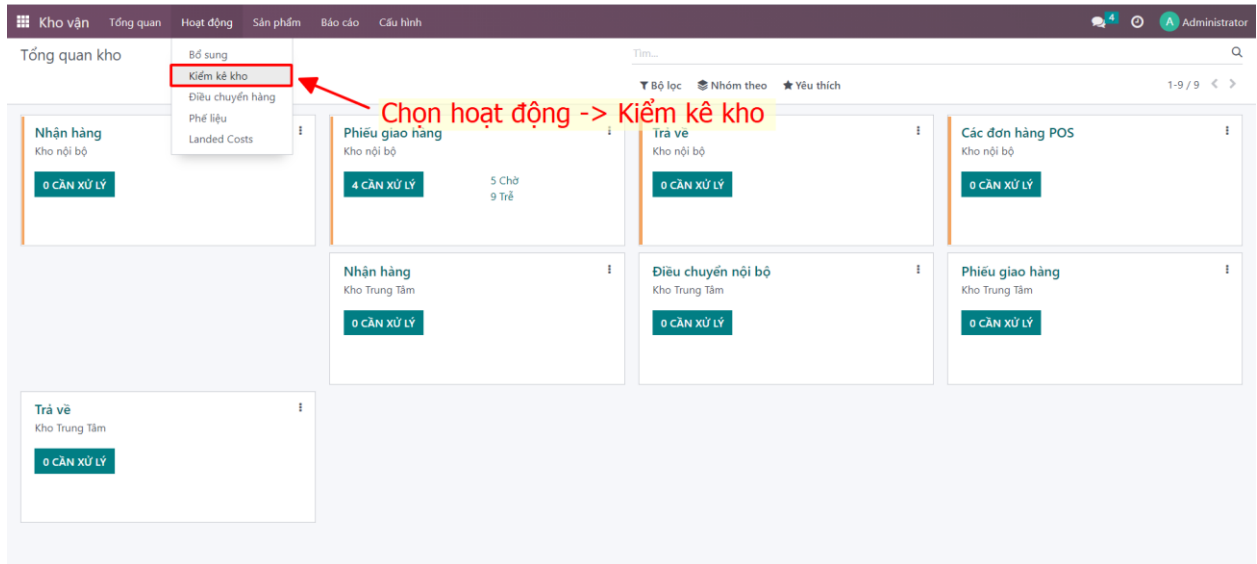 Kho vận Tổng quan Hoạt động Sản phẩm Báo cáo Cấu hình 4 A Administrator
Tổng quan kho
Tìm...
Bổ sung
Kiểm kê kho
Điều chuyển hàng
Phế liệu
Landed Costs
Bộ lọc Nhóm theo Yêu thích 1-9 / 9
Chọn hoạt động -> Kiểm kê kho
Nhận hàng
Kho nội bộ
0 CẦN XỬ LÝ
Phiếu giao hàng
Kho nội bộ
4 CẦN XỬ LÝ
5 Chờ
9 Trễ
Trả về
Kho nội bộ
0 CẦN XỬ LÝ
Các đơn hàng POS
Kho nội bộ
0 CẦN XỬ LÝ
Nhận hàng
Kho Trung Tâm
0 CẦN XỬ LÝ
Điều chuyển nội bộ
Kho Trung Tâm
0 CẦN XỬ LÝ
Phiếu giao hàng
Kho Trung Tâm
0 CẦN XỬ LÝ
Trả về
Kho Trung Tâm
0 CẦN XỬ LÝ